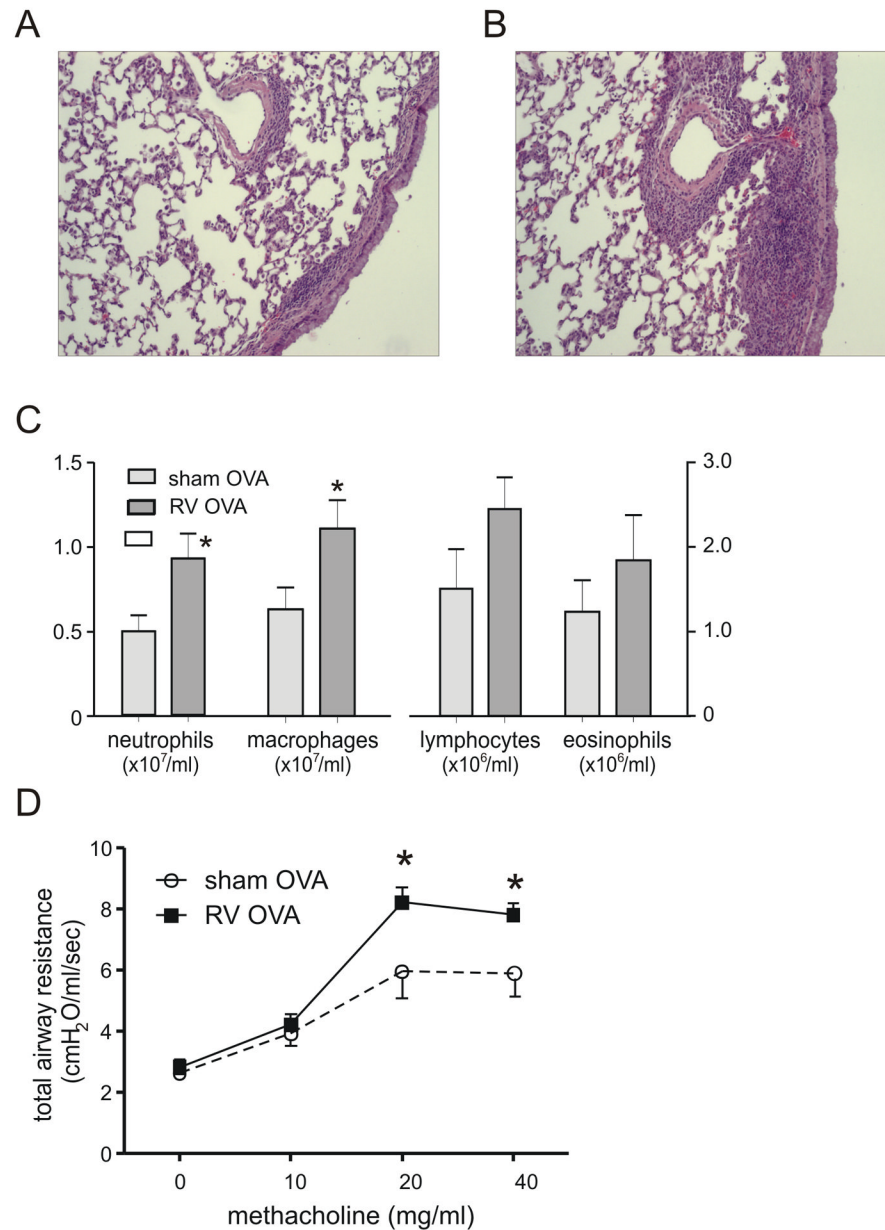 A
B
C
1.5
1.0
0.5
0
sham OVA
RV OVA
*
*
3.0
2.0
1.0
0
neutrophils
(x10⁷/ml)
macrophages
(x10⁷/ml)
lymphocytes
(x10⁶/ml)
eosinophils
(x10⁶/ml)
D
total airway resistance
(cmH₂O/ml/sec)
10
8
6
4
2
0
sham OVA
RV OVA
*
*
0 10 20 40
methacholine (mg/ml)